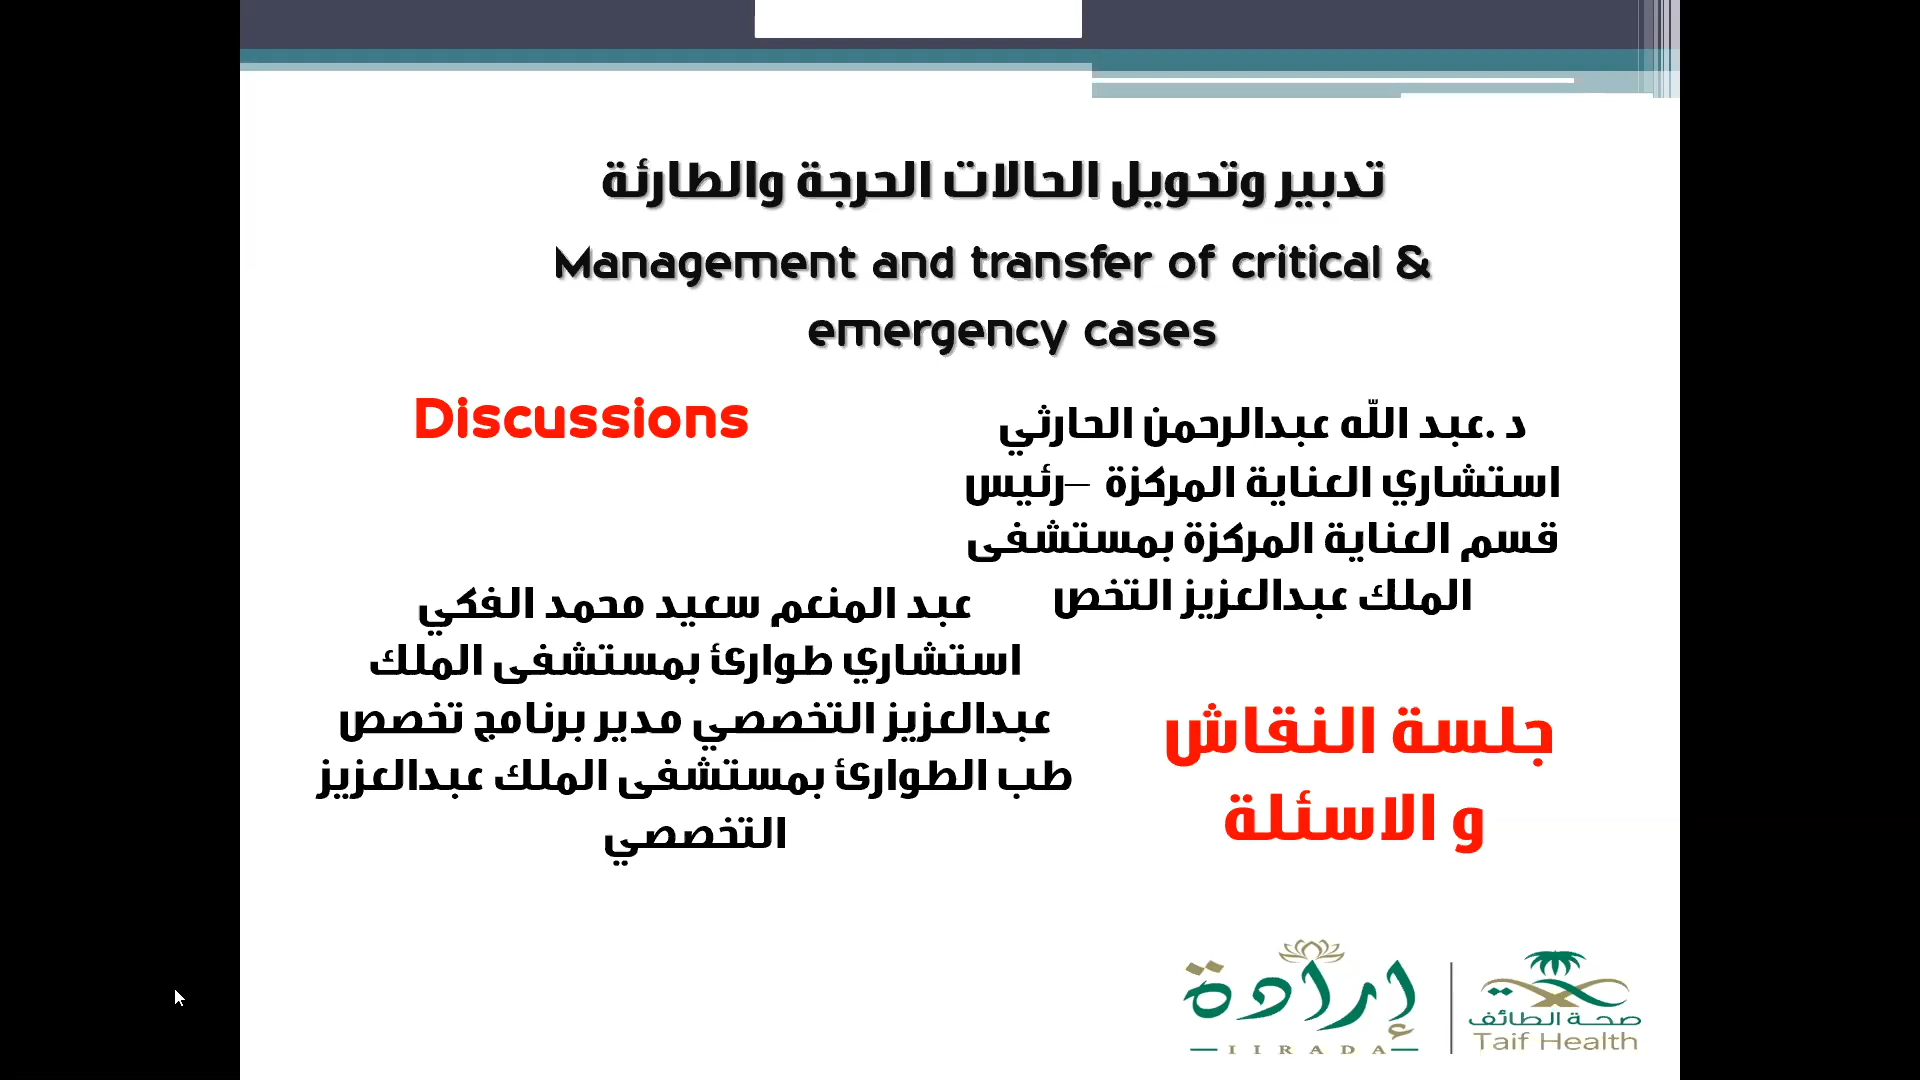 تدبير وتحويل الحالات الحرجة والطارئة
Management and transfer of critical &
emergency cases
Discussions
د .عبد الله عبدالرحمن الحارثي
استشاري العناية المركزة –رئيس
قسم العناية المركزة بمستشفى
الملك عبدالعزيز التخص
عبد المنعم سعيد محمد الفكي
استشاري طوارئ بمستشفى الملك
عبدالعزيز التخصصي مدير برنامج تخصص
طب الطوارئ بمستشفى الملك عبدالعزيز
التخصصي
جلسة النقاش
و الاسئلة
إرادة
IIRADA
صحة الطائف
Taif Health